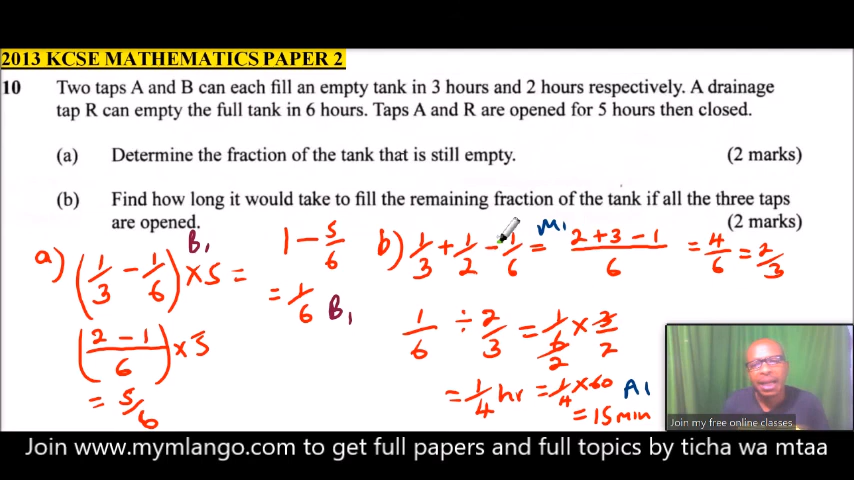 2013 KCSE MATHEMATICS PAPER 2
10 Two taps A and B can each fill an empty tank in 3 hours and 2 hours respectively. A drainage
tap R can empty the full tank in 6 hours. Taps A and R are opened for 5 hours then closed.
(a) Determine the fraction of the tank that is still empty. (2 marks)
(b) Find how long it would take to fill the remaining fraction of the tank if all the three taps
are opened. (2 marks)
a) (1/3 - 1/6) × 5 = B1
(2 - 1 / 6) × 5
= 5/6
1 - 5/6
= 1/6 B1
b) 1/3 + 1/2 - 1/6 = M1 2 + 3 - 1 / 6 = 4/6 = 2/3
1/6 ÷ 2/3 = 1/6 × 3/2
2
= 1/4 hr = 1/4 × 60 A1
= 15 min
Join my free online classes
Join www.mymlango.com to get full papers and full topics by ticha wa mtaa